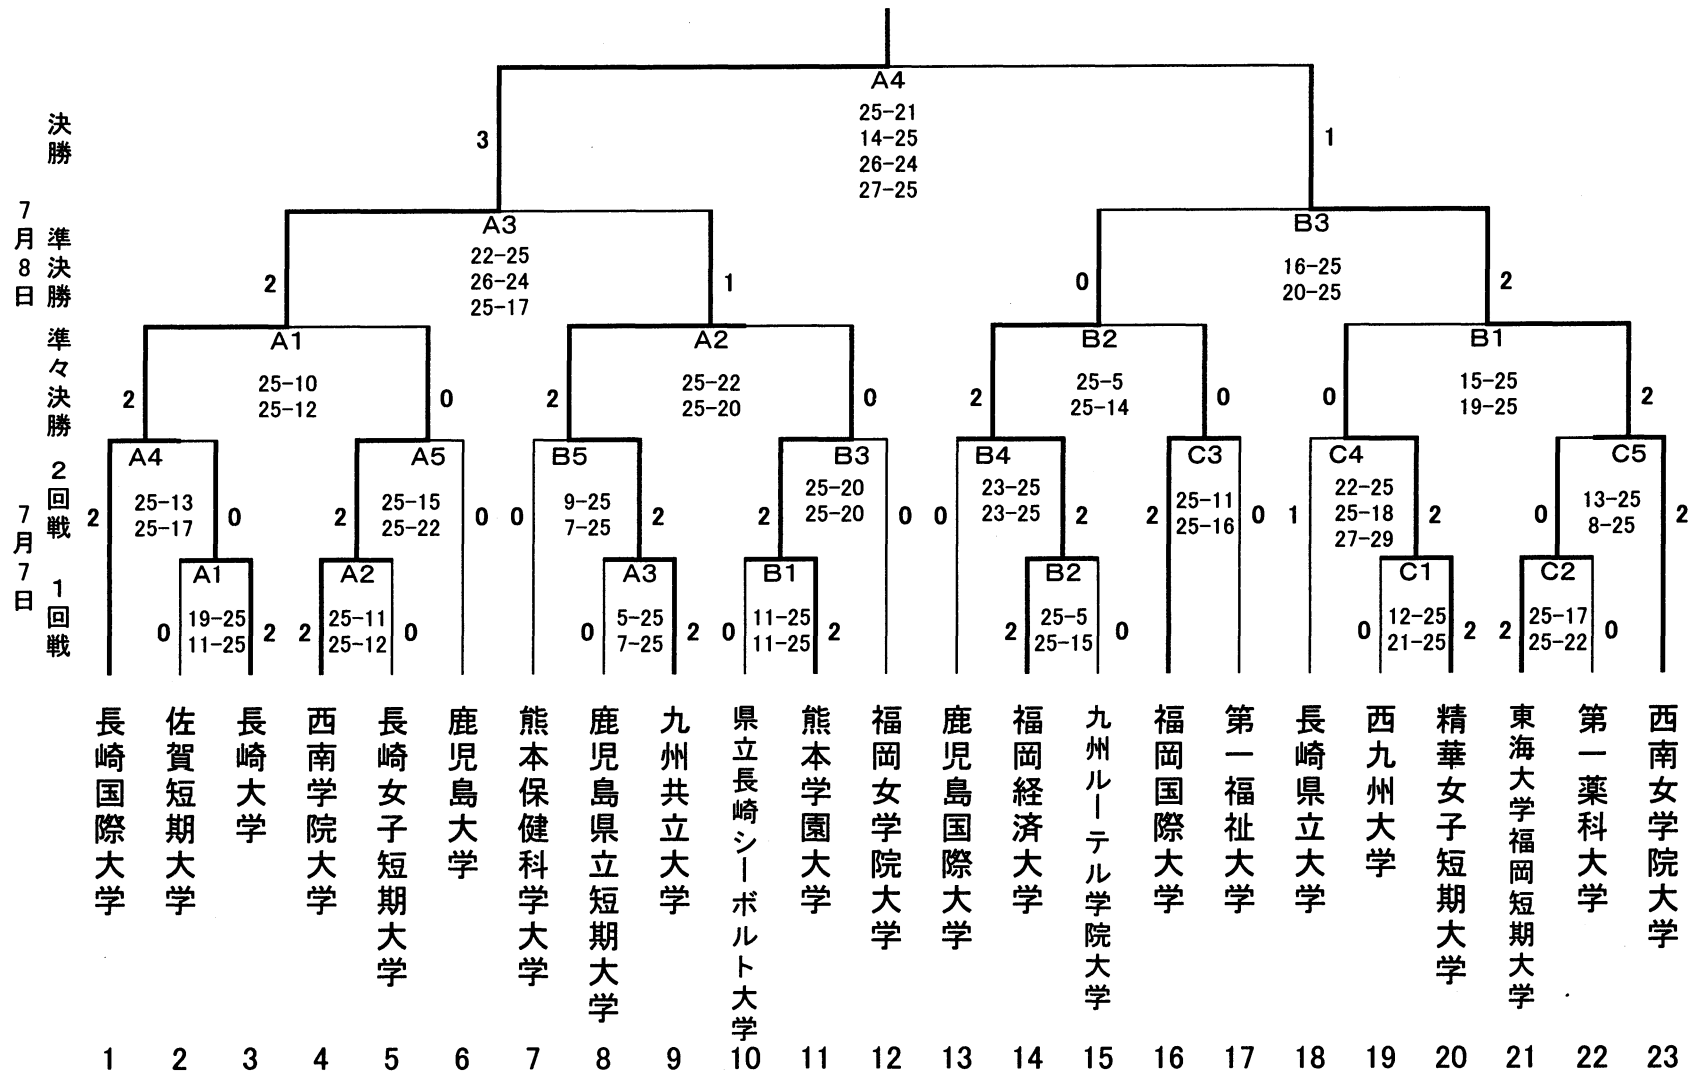 A4
25-21
14-25
26-24
27-25
決勝
3
1
7月8日
準決勝
A3
22-25
26-24
25-17
2
1
B3
16-25
20-25
0
2
準々決勝
A1
25-10
25-12
2
0
A2
25-22
25-20
2
0
B2
25-5
25-14
2
0
B1
15-25
19-25
0
2
7月7日
2回戦
A4
25-13
25-17
2
0
A5
25-15
25-22
2
0
B5
9-25
7-25
0
2
B3
25-20
25-20
2
0
B4
23-25
23-25
0
2
C3
25-11
25-16
2
0
C4
22-25
25-18
27-29
1
2
C5
13-25
8-25
0
2
1回戦
A1
19-25
11-25
0
2
A2
25-11
25-12
2
0
A3
5-25
7-25
0
2
B1
11-25
11-25
0
2
B2
25-5
25-15
2
0
C1
12-25
21-25
0
2
C2
25-17
25-22
2
0
長崎国際大学
佐賀短期大学
長崎大学
西南学院大学
長崎女子短期大学
鹿児島大学
熊本保健科学大学
鹿児島県立短期大学
九州共立大学
県立長崎シーボルト大学
熊本学園大学
福岡女学院大学
鹿児島国際大学
福岡経済大学
九州ルーテル学院大学
福岡国際大学
第一福祉大学
長崎県立大学
西九州大学
精華女子短期大学
東海大学福岡短期大学
第一薬科大学
西南女学院大学
1 2 3 4 5 6 7 8 9 10 11 12 13 14 15 16 17 18 19 20 21 22 23